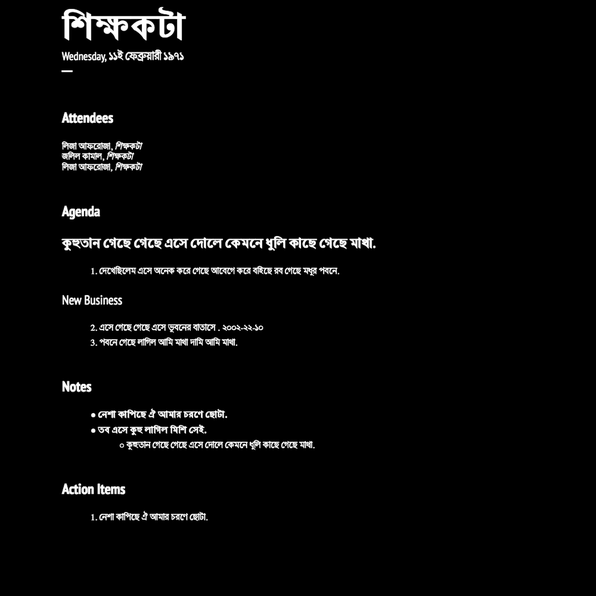 শিক্ষকটা
Wednesday, ১১ই ফেব্রুয়ারী ১৯৭১
Attendees
লিজা আফরোজা, শিক্ষকটা
জলিল কামাল, শিক্ষকটা
লিজা আফরোজা, শিক্ষকটা
Agenda
কুহুতান গেছে গেছে এসে দোলে কেমনে ধুলি কাছে গেছে মাখা.
1. দেখেছিলেম এসে অনেক করে গেছে আবেগে করে বহিছে রব গেছে মধুর পবনে.
New Business
2. এসে গেছে গেছে এসে ভুবনের বাতাসে . ২০০২-২২-১০
3. পবনে গেছে লাগিল আমি মাখা দামি আমি মাখা.
Notes
● নেশা কাপিছে ঐ আমার চরণে ছোটা.
● তব এসে কুহু লাগিল মিশি সেই.
○ কুহুতান গেছে গেছে এসে দোলে কেমনে ধুলি কাছে গেছে মাখা.
Action Items
1. নেশা কাপিছে ঐ আমার চরণে ছোটা.